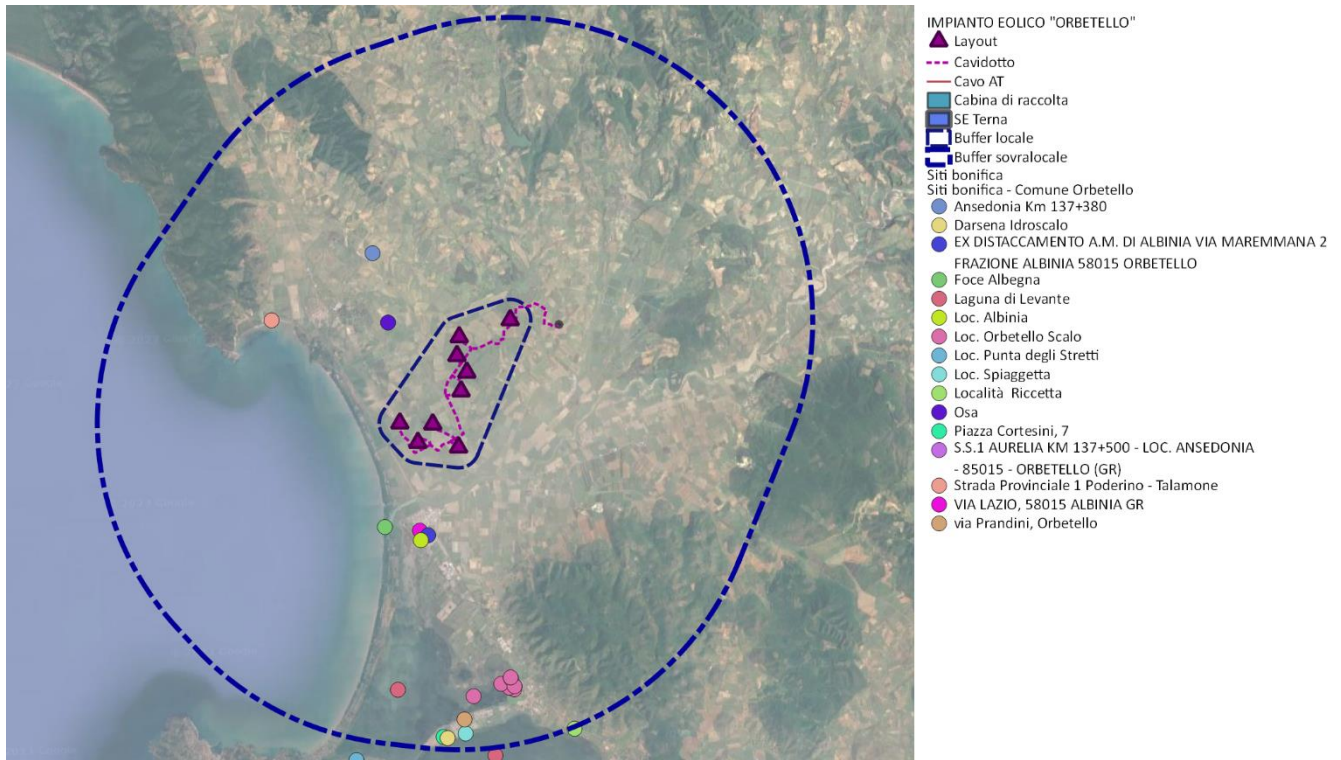 IMPIANTO EOLICO "ORBETELLO"
Layout
Cavidotto
Cavo AT
Cabina di raccolta
SE Terna
Buffer locale
Buffer sovralocale
Siti bonifica
Siti bonifica - Comune Orbetello
Ansedonia Km 137+380
Darsena Idroscalo
EX DISTACCAMENTO A.M. DI ALBINIA VIA MAREMMANA 2
FRAZIONE ALBINIA 58015 ORBETELLO
Foce Albegna
Laguna di Levante
Loc. Albinia
Loc. Orbetello Scalo
Loc. Punta degli Stretti
Loc. Spiaggetta
Località Riccetta
Osa
Piazza Cortesini, 7
S.S.1 AURELIA KM 137+500 - LOC. ANSEDONIA
- 85015 - ORBETELLO (GR)
Strada Provinciale 1 Poderino - Talamone
VIA LAZIO, 58015 ALBINIA GR
via Prandini, Orbetello